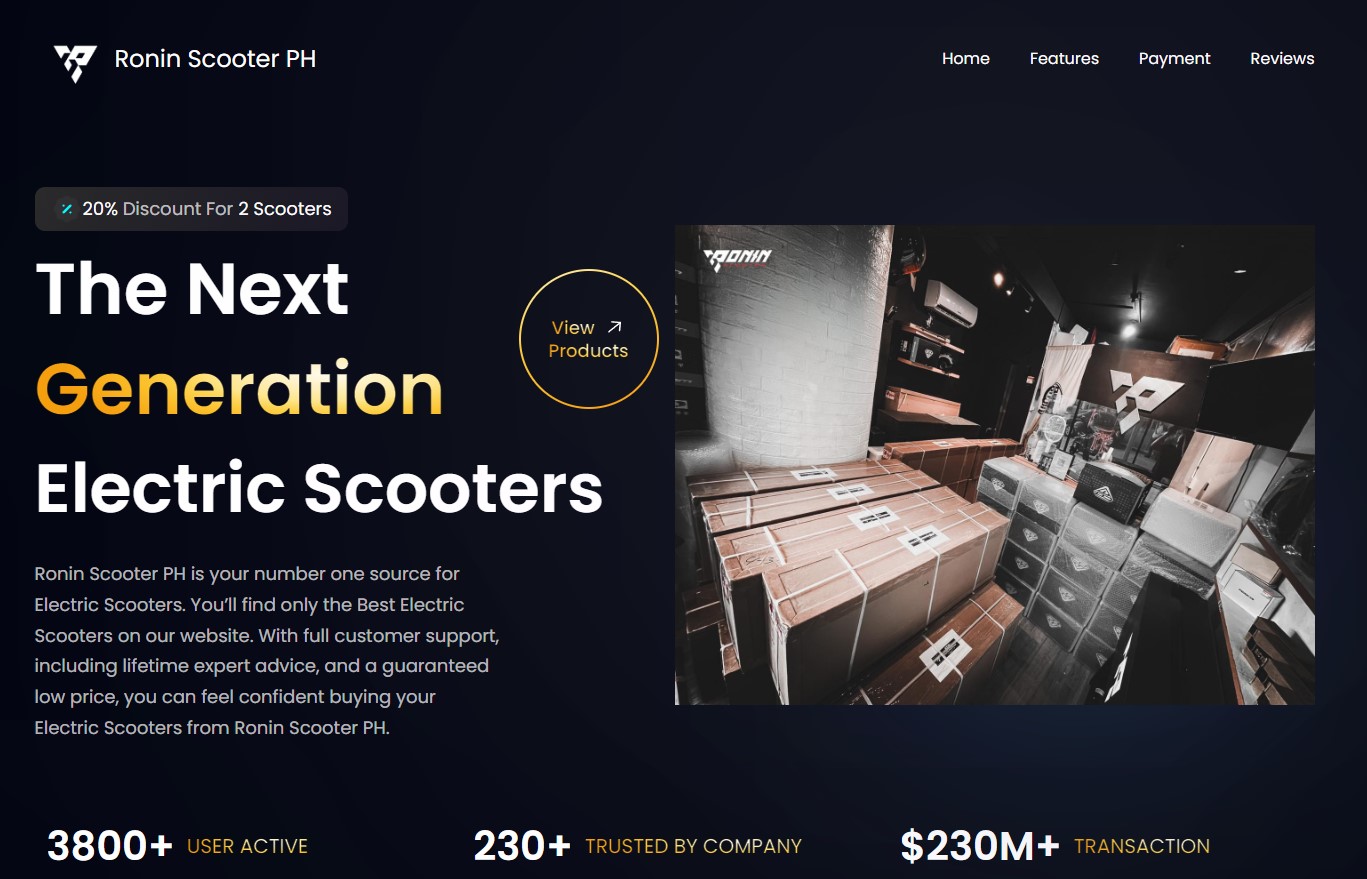 Ronin Scooter PH
Home
Features
Payment
Reviews
20% Discount For 2 Scooters
The Next
Generation
Electric Scooters
View
Products
RONIN
Ronin Scooter PH is your number one source for
Electric Scooters. You’ll find only the Best Electric
Scooters on our website. With full customer support,
including lifetime expert advice, and a guaranteed
low price, you can feel confident buying your
Electric Scooters from Ronin Scooter PH.
3800+ USER ACTIVE
230+ TRUSTED BY COMPANY
$230M+ TRANSACTION